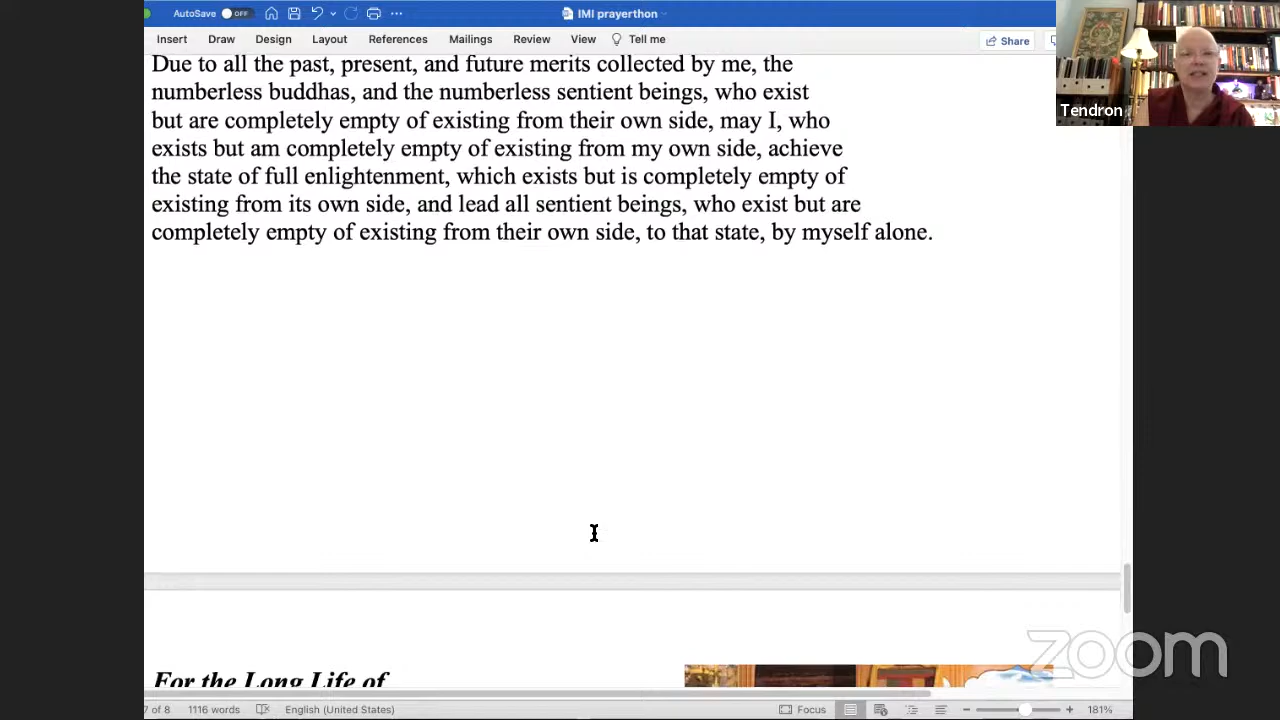 AutoSave OFF
IMI prayerthon
Insert Draw Design Layout References Mailings Review View Tell me
Share
Due to all the past, present, and future merits collected by me, the
numberless buddhas, and the numberless sentient beings, who exist
but are completely empty of existing from their own side, may I, who
exists but am completely empty of existing from my own side, achieve
the state of full enlightenment, which exists but is completely empty of
existing from its own side, and lead all sentient beings, who exist but are
completely empty of existing from their own side, to that state, by myself alone.
Tendron
For the Long Life of
zoom
7 of 8 1116 words English (United States) Focus 181%